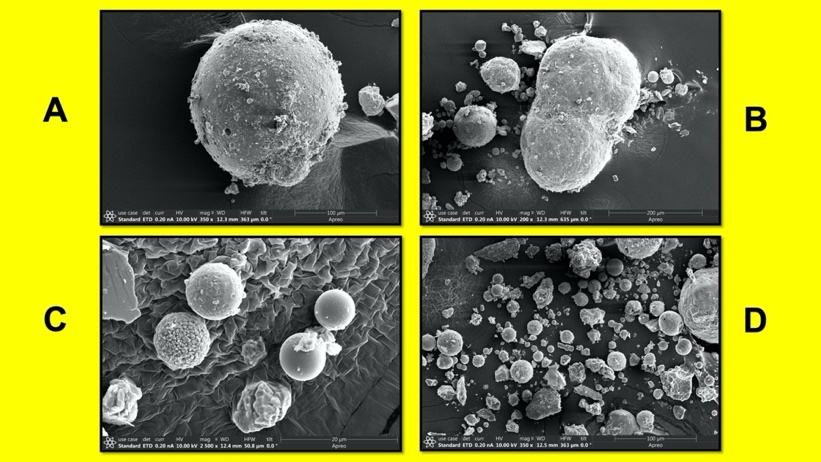 A
use case det curr HV mag WD HFW tilt 100 µm
Standard ETD 0.20 nA 10.00 kV 350 x 12.3 mm 363 µm 0.0 ° Apreo
B
use case det curr HV mag WD HFW tilt 200 µm
Standard ETD 0.20 nA 10.00 kV 200 x 12.3 mm 635 µm 0.0 ° Apreo
C
use case det curr HV mag WD HFW tilt 20 µm
Standard ETD 0.20 nA 10.00 kV 2 500 x 12.4 mm 50.8 µm 0.0 ° Apreo
D
use case det curr HV mag WD HFW tilt 100 µm
Standard ETD 0.20 nA 10.00 kV 350 x 12.5 mm 363 µm 0.0 ° Apreo